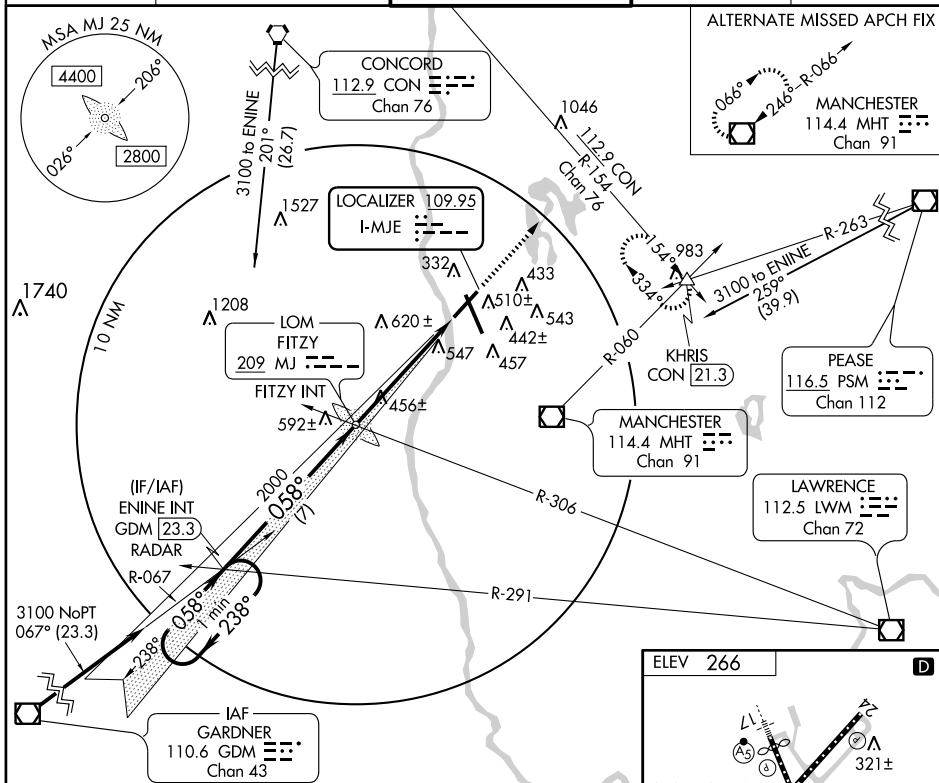 MSA MJ 25 NM
4400
206°
026°
2800
CONCORD
112.9 CON
Chan 76
3100 to ENINE
201°
(26.7)
1046
112.9 CON
R-154
Chan 76
ALTERNATE MISSED APCH FIX
066°
246°
R-066
MANCHESTER
114.4 MHT
Chan 91
1527
LOCALIZER 109.95
I-MJE
1740
10 NM
1208
332
433
510±
543
620±
442±
547
457
154°
983
334°
R-263
3100 to ENINE
259°
(39.9)
LOM
FITZY
209 MJ
FITZY INT
R-060
KHRIS
CON 21.3
PEASE
116.5 PSM
Chan 112
592±
456±
MANCHESTER
114.4 MHT
Chan 91
(IF/IAF)
ENINE INT
GDM 23.3
RADAR
2000
058°
(7)
R-306
LAWRENCE
112.5 LWM
Chan 72
R-067
R-291
3100 NoPT
067° (23.3)
058°
1 min
238°
238°
IAF
GARDNER
110.6 GDM
Chan 43
ELEV 266
D
17
24
A5
P
P
321±